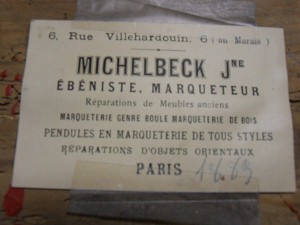 6, Rue Villehardouin, 6 (au Marais)
MICHELBECK JNE
ÉBÉNISTE, MARQUETEUR
Réparations de Meubles anciens
MARQUETERIE GENRE BOULE MARQUETERIE DE BOIS
PENDULES EN MARQUETERIE DE TOUS STYLES
RÉPARATIONS D'OBJETS ORIENTAUX
PARIS